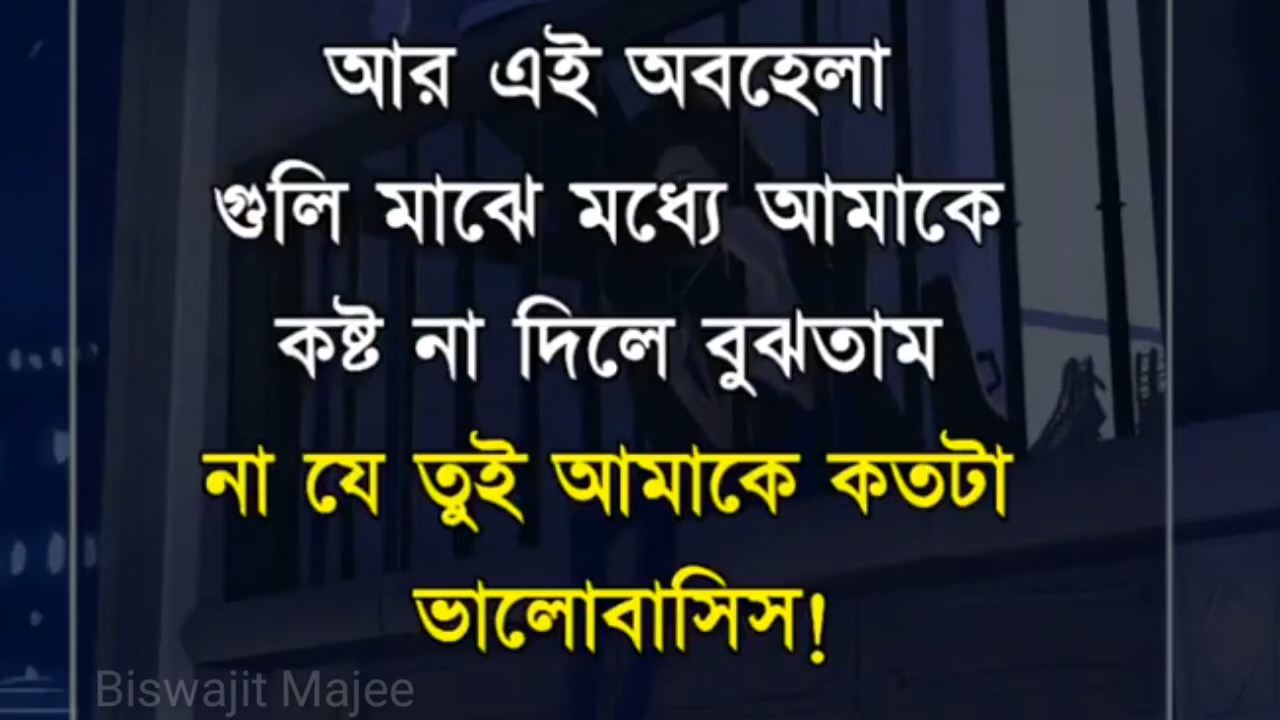 আর এই অবহেলা
গুলি মাঝে মধ্যে আমাকে
কষ্ট না দিলে বুঝতাম
না যে তুই আমাকে কতটা
ভালোবাসিস!
Biswajit Majee